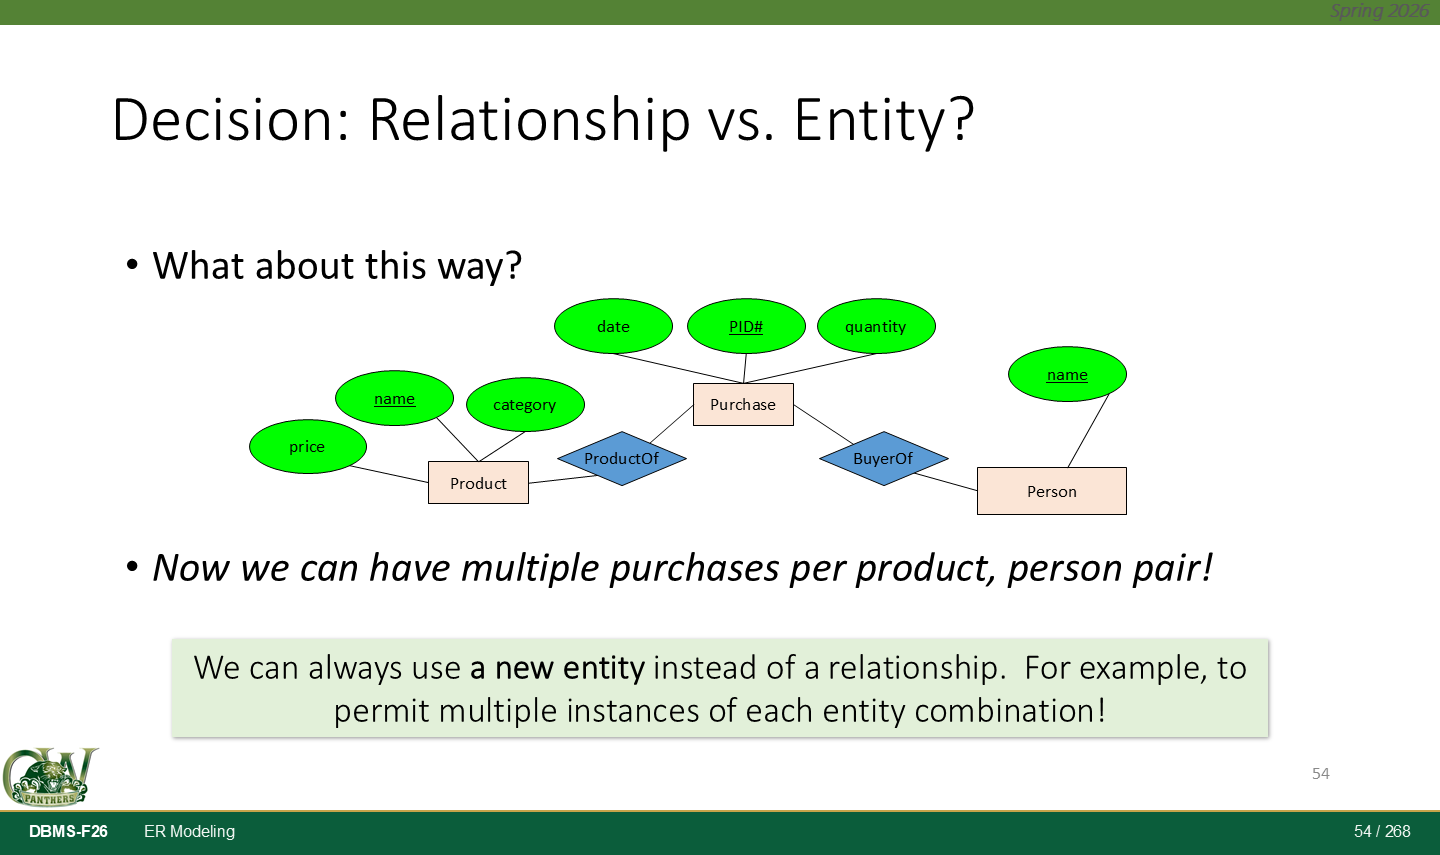 Spring 2026
Decision: Relationship vs. Entity?
• What about this way?
date
PID#
quantity
name
name
category
Purchase
price
ProductOf
BuyerOf
Product
Person
• Now we can have multiple purchases per product, person pair!
We can always use a new entity instead of a relationship. For example, to
permit multiple instances of each entity combination!
OW
PANTHERS
54
DBMS-F26
ER Modeling
54 / 268